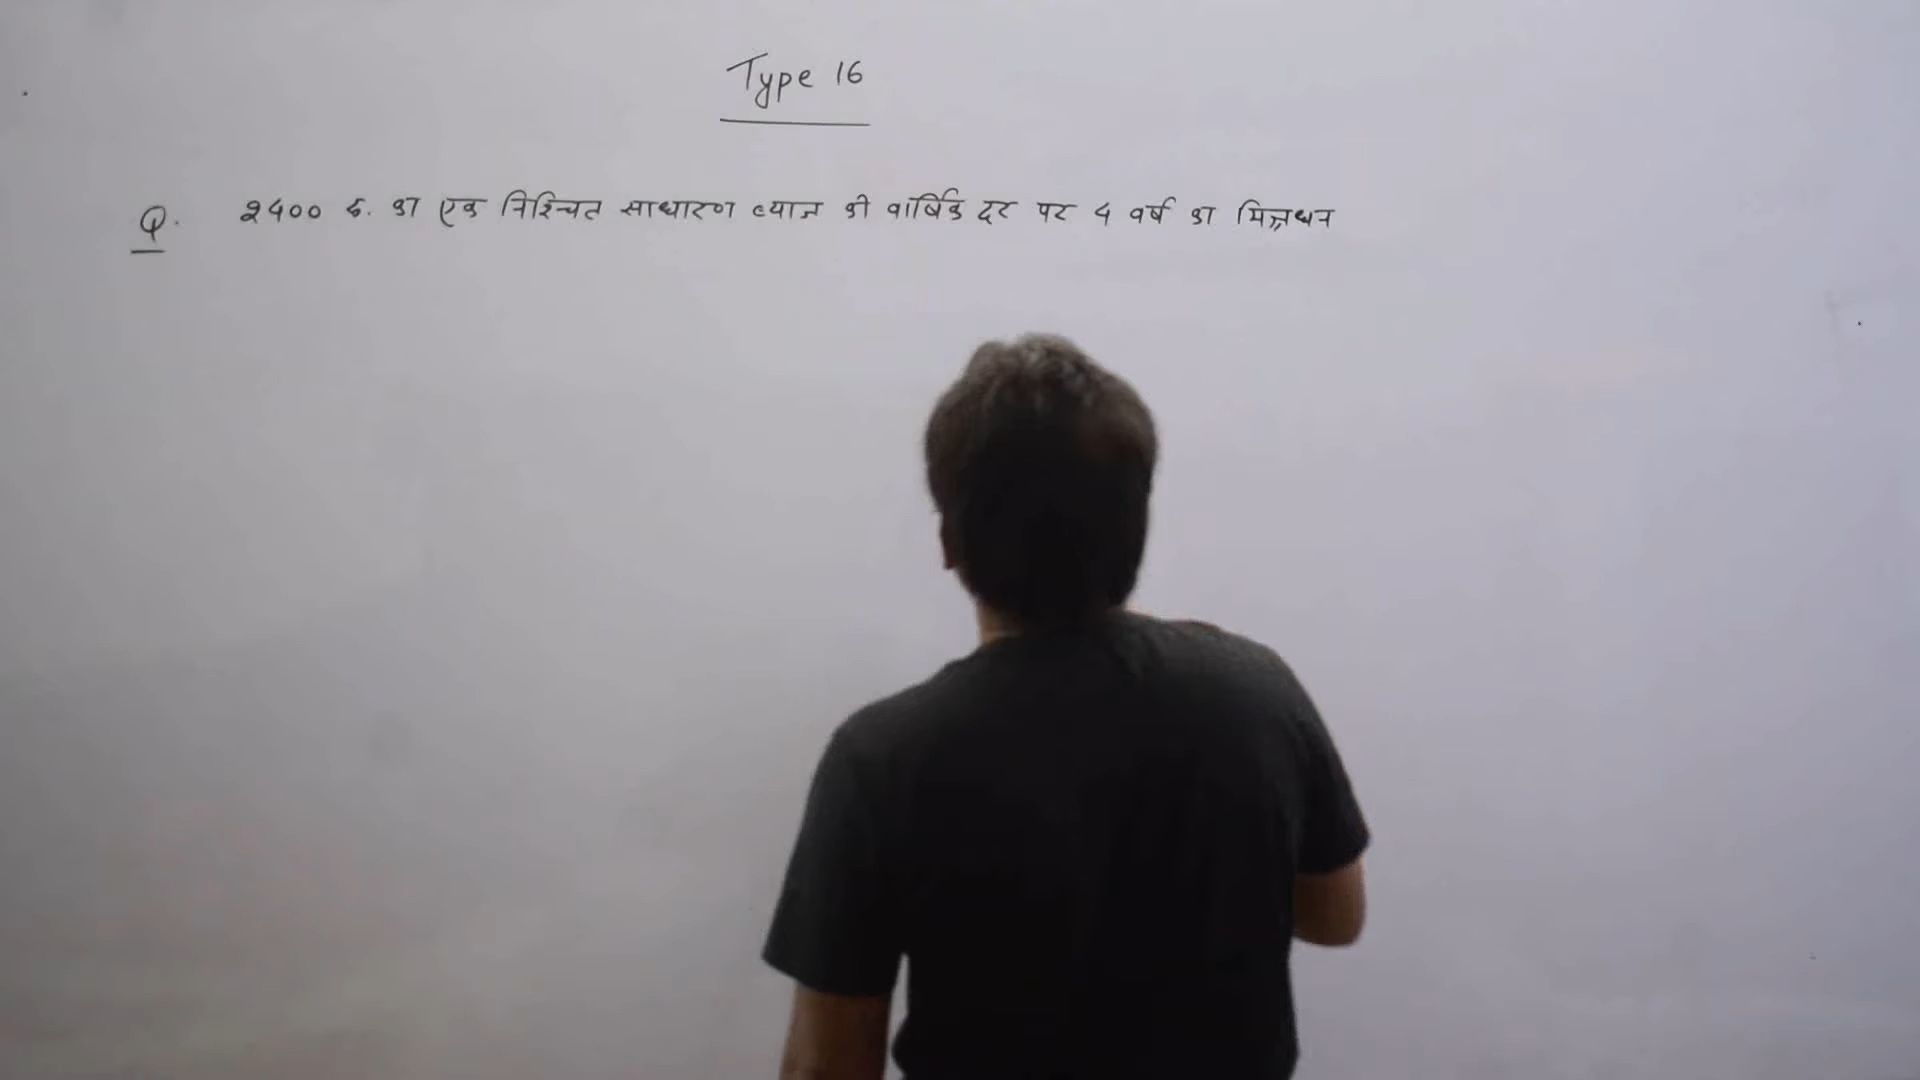 Type 16
Q. 2400 रु. का एक निश्चित साधारण ब्याज की वार्षिक दर पर 4 वर्ष का मिश्रधन